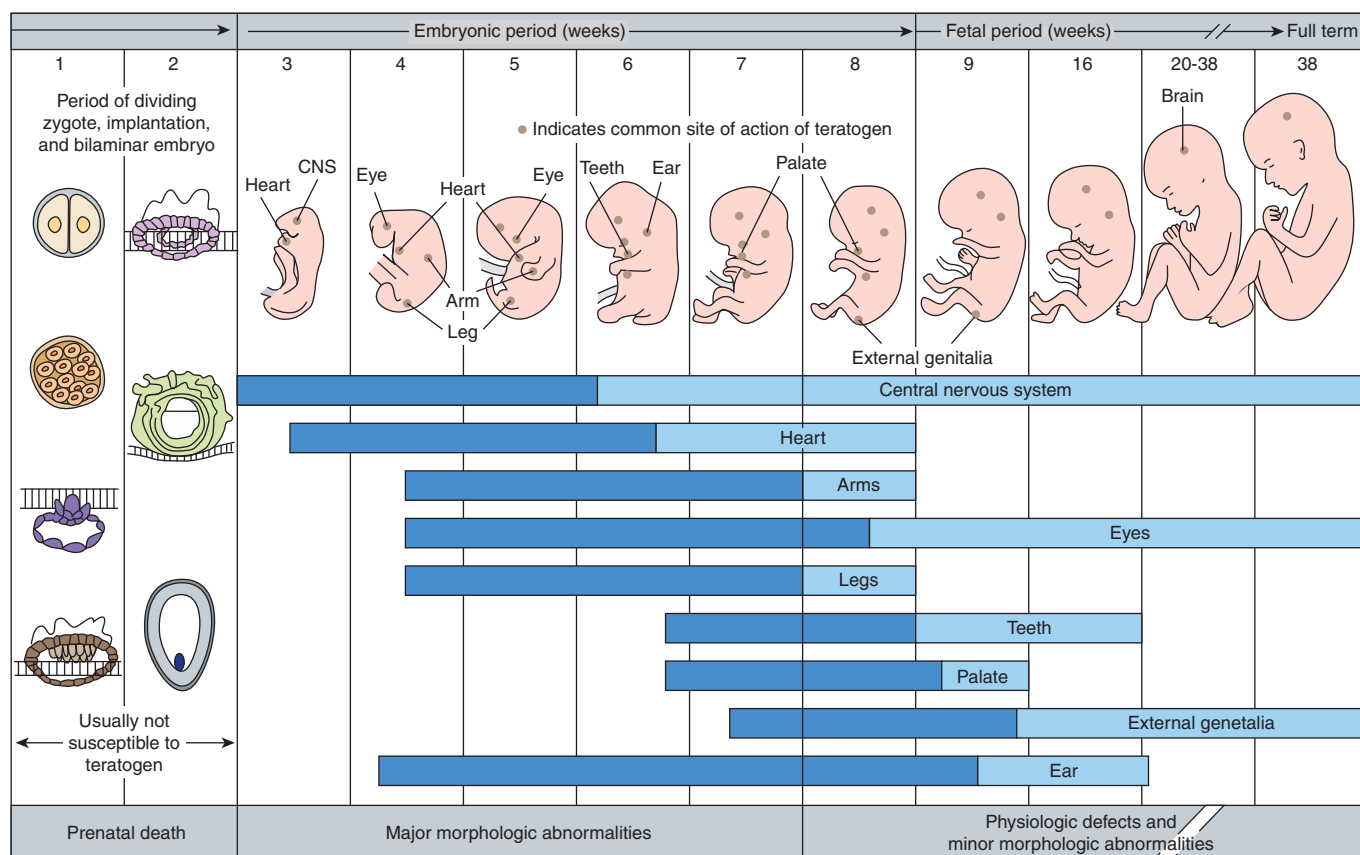 Embryonic period (weeks)
Fetal period (weeks)
Full term
1
2
3
4
5
6
7
8
9
16
20-38
38
Period of dividing
zygote, implantation,
and bilaminar embryo
Indicates common site of action of teratogen
Brain
CNS
Heart
Eye
Heart
Eye
Teeth
Ear
Palate
Arm
Leg
External genitalia
Central nervous system
Heart
Arms
Eyes
Legs
Teeth
Palate
External genetalia
Ear
Usually not
susceptible to
teratogen
Prenatal death
Major morphologic abnormalities
Physiologic defects and
minor morphologic abnormalities